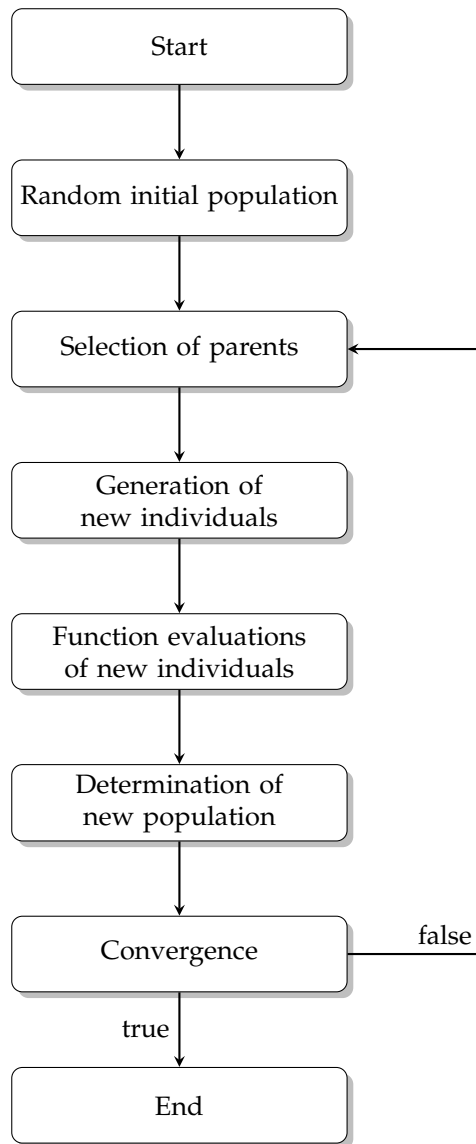 Start
Random initial population
Selection of parents
Generation of
new individuals
Function evaluations
of new individuals
Determination of
new population
Convergence
false
true
End